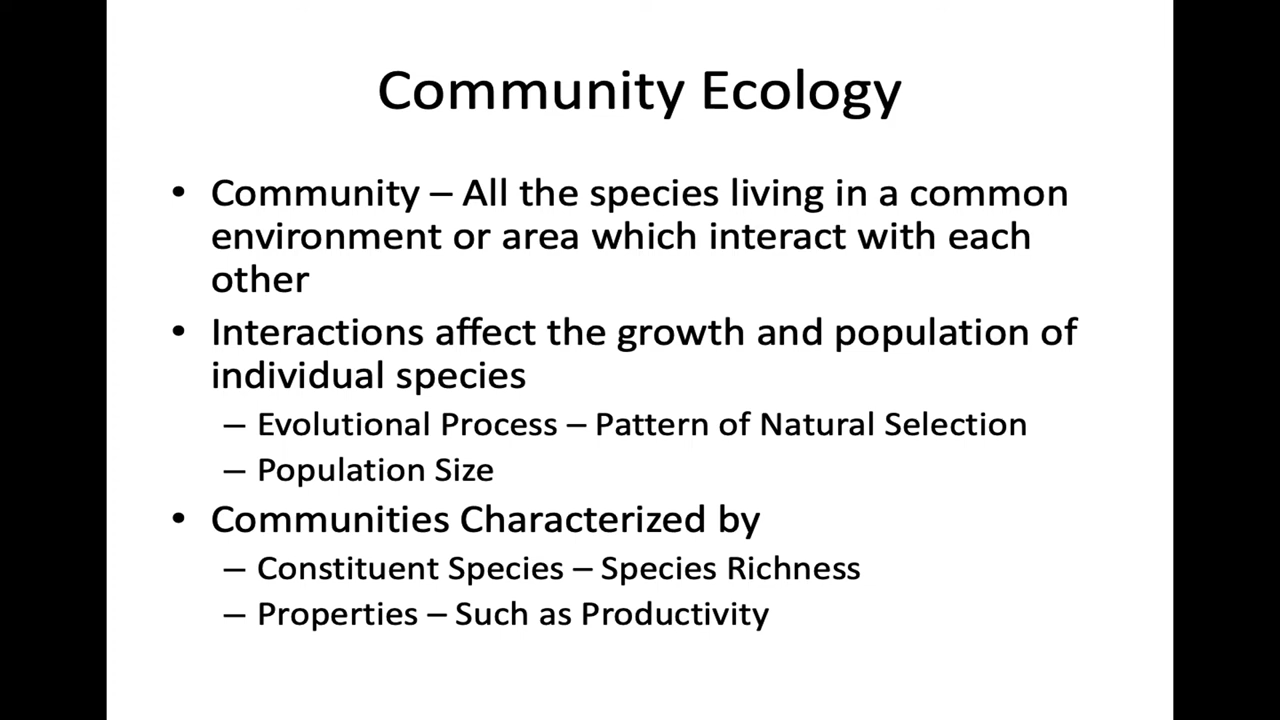 Community Ecology
• Community – All the species living in a common
environment or area which interact with each
other
• Interactions affect the growth and population of
individual species
– Evolutional Process – Pattern of Natural Selection
– Population Size
• Communities Characterized by
– Constituent Species – Species Richness
– Properties – Such as Productivity